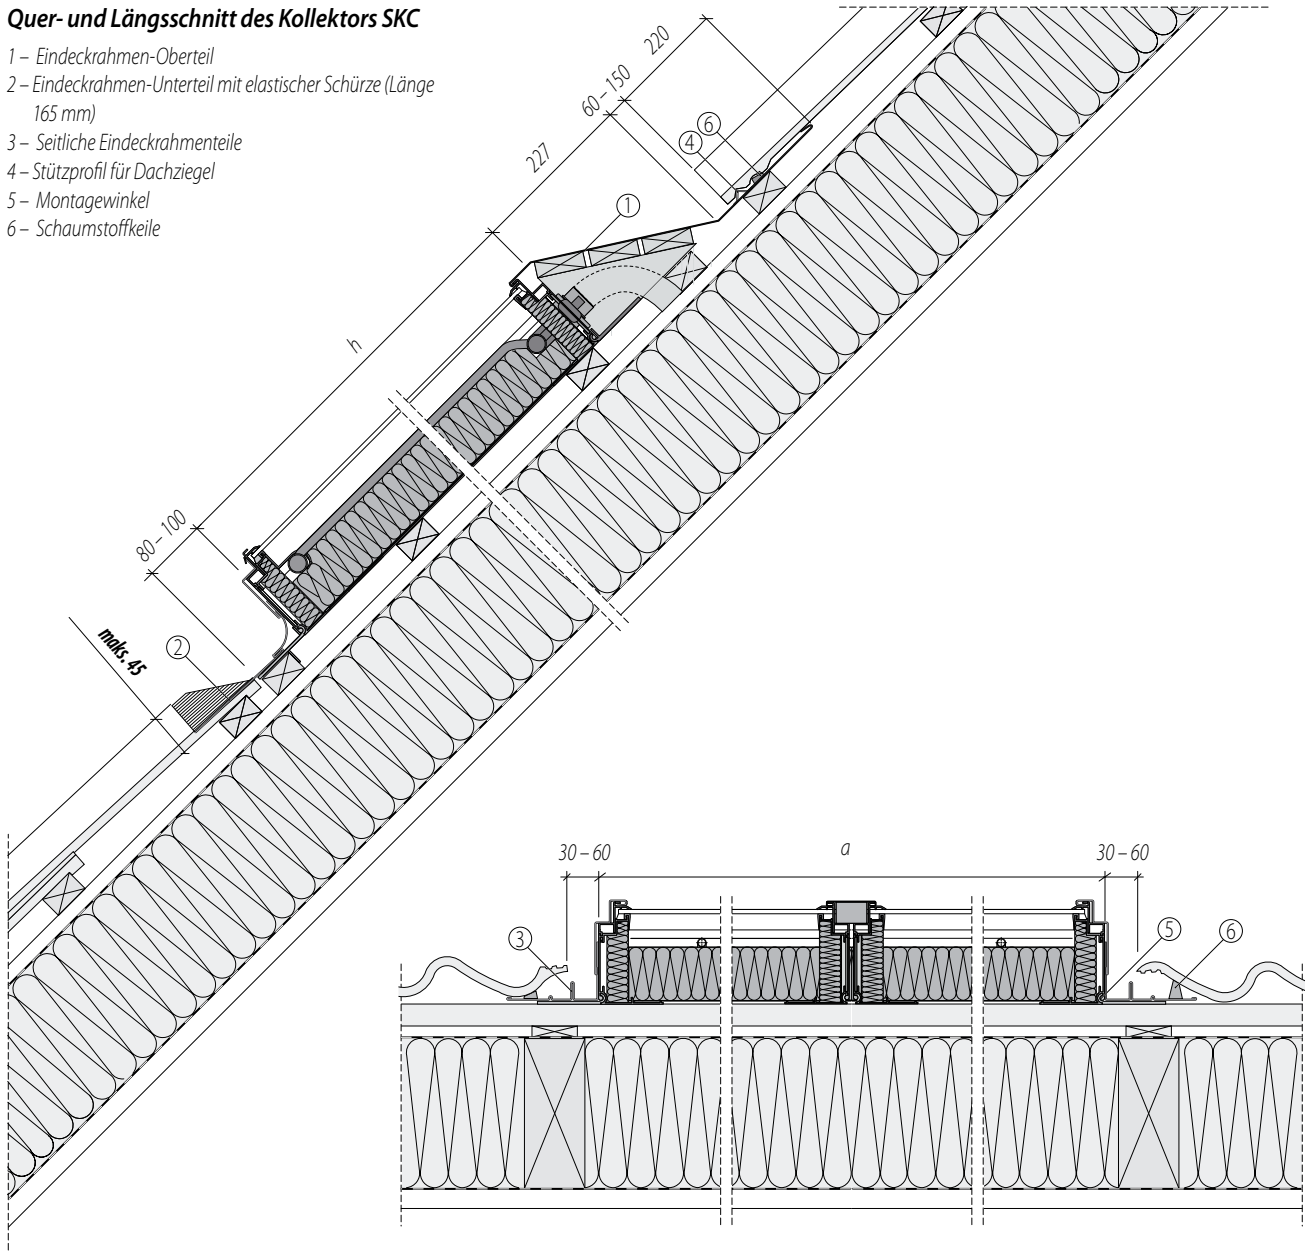 Quer- und Längsschnitt des Kollektors SKC
1 – Eindeckrahmen-Oberteil
2 – Eindeckrahmen-Unterteil mit elastischer Schürze (Länge
165 mm)
3 – Seitliche Eindeckrahmenteile
4 – Stützprofil für Dachziegel
5 – Montagewinkel
6 – Schaumstoffkeile
220
60 – 150
227
6
4
1
h
80 – 100
maks. 45
2
30 – 60
a
30 – 60
3
5
6